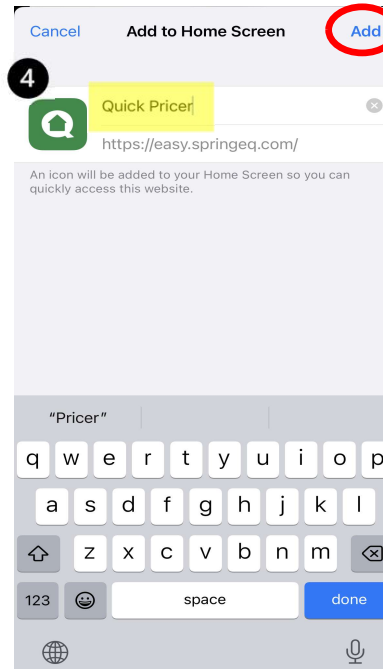 Cancel Add to Home Screen Add
4
Quick Pricer
https://easy.springeq.com/
An icon will be added to your Home Screen so you can
quickly access this website.
“Pricer”
q w e r t y u i o p
a s d f g h j k l
z x c v b n m
123 space done